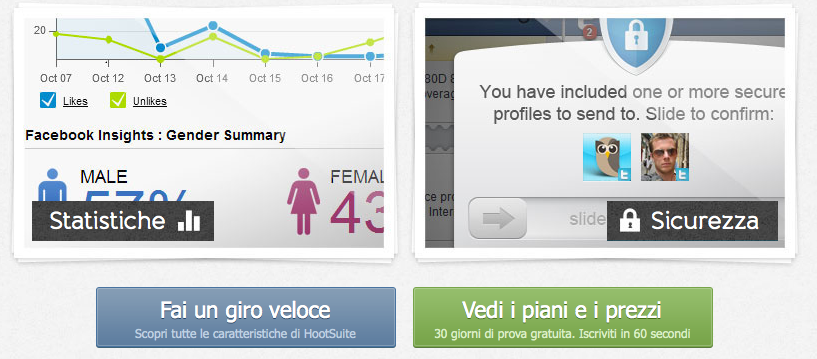 20
Oct 07 Oct 12 Oct 13 Oct 14 Oct 15 Oct 16 Oct 17
Likes Unlikes
Facebook Insights : Gender Summary
MALE
57%
FEMAL
43
Statistiche
2
80D 8
overag
You have included one or more secure
profiles to send to. Slide to confirm:
ce pro
Inter
slide
Sicurezza
Fai un giro veloce
Scopri tutte le caratteristiche di HootSuite
Vedi i piani e i prezzi
30 giorni di prova gratuita. Iscriviti in 60 secondi